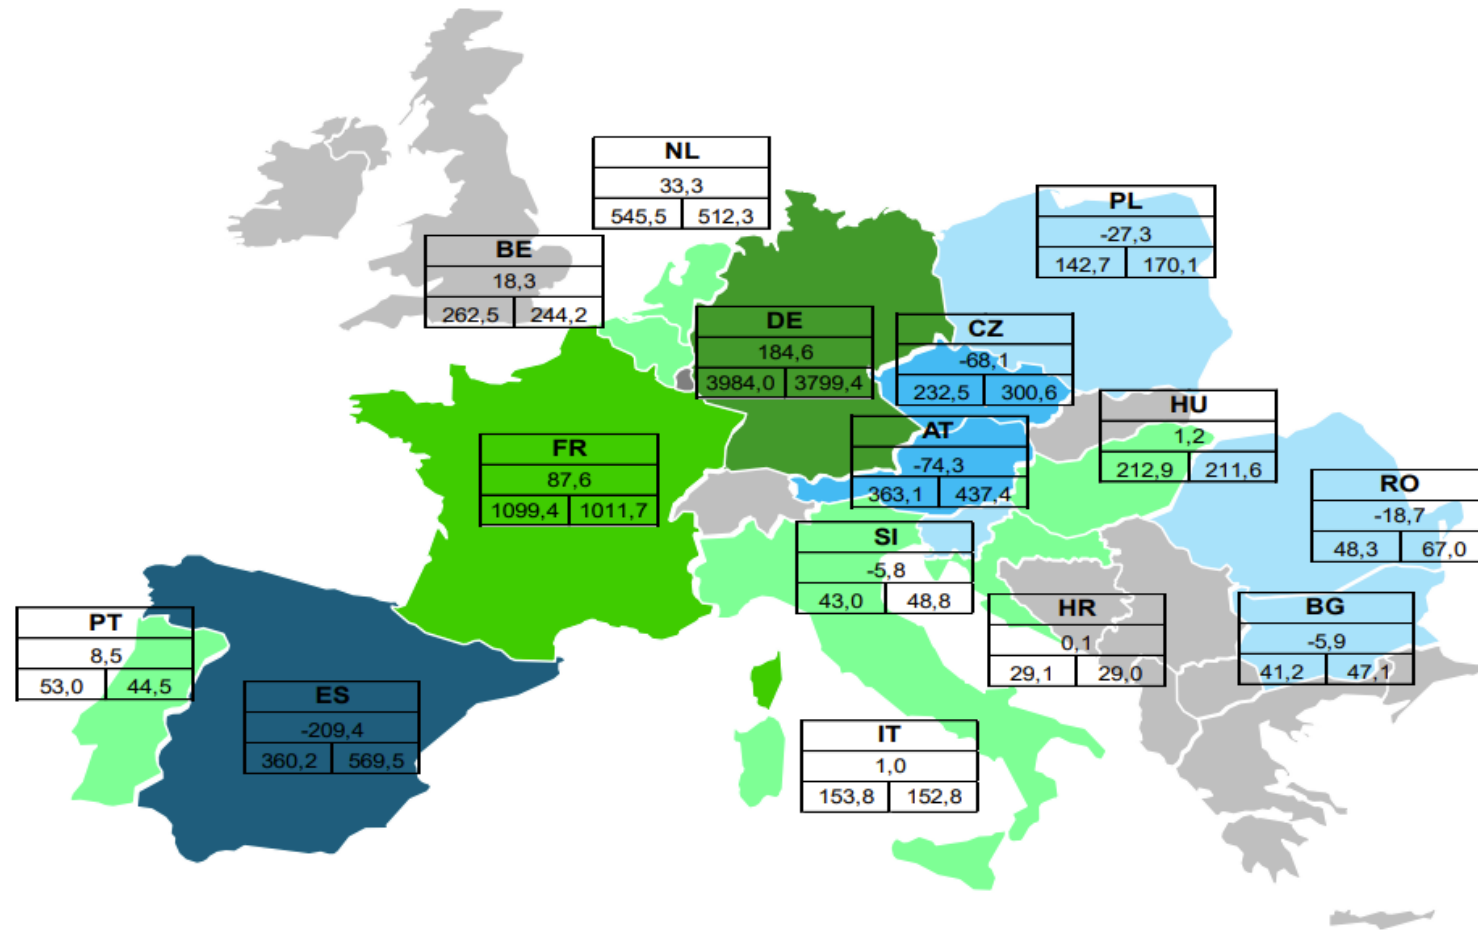 NL
33,3
545,5 512,3
PL
-27,3
142,7 170,1
BE
18,3
262,5 244,2
DE
184,6
3984,0 3799,4
CZ
-68,1
232,5 300,6
HU
1,2
212,9 211,6
AT
-74,3
363,1 437,4
FR
87,6
1099,4 1011,7
RO
-18,7
48,3 67,0
SI
-5,8
43,0 48,8
HR
0,1
29,1 29,0
BG
-5,9
41,2 47,1
PT
8,5
53,0 44,5
ES
-209,4
360,2 569,5
IT
1,0
153,8 152,8